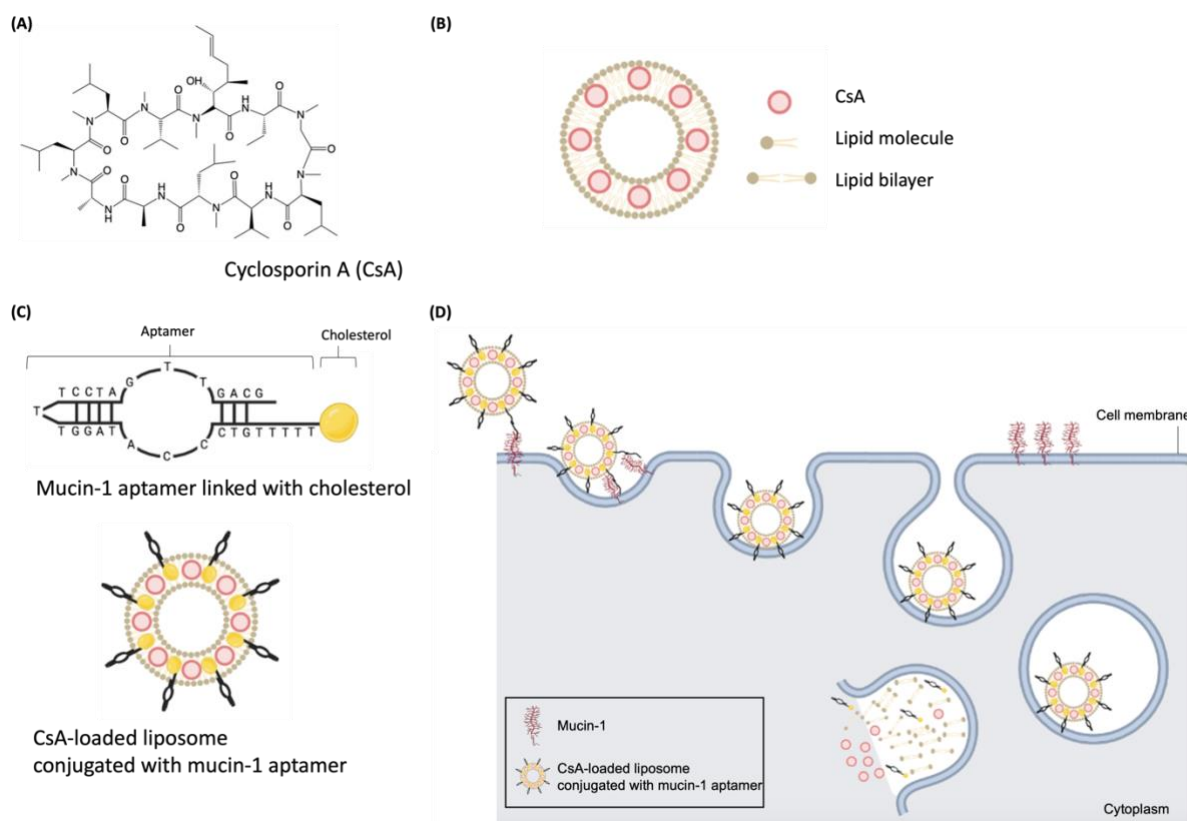 (A)
OH
O H N O N
N N
O O O O
N O
O N
N
O
N H O H N O N O N H O
Cyclosporin A (CsA)
(B)
CsA
Lipid molecule
Lipid bilayer
(C)
Aptamer
Cholesterol
T C C T A G T T G A C G
T
T G G A T A C C C T G T T T T T
Mucin-1 aptamer linked with cholesterol
CsA-loaded liposome
conjugated with mucin-1 aptamer
(D)
Cell membrane
Mucin-1
CsA-loaded liposome
conjugated with mucin-1 aptamer
Cytoplasm